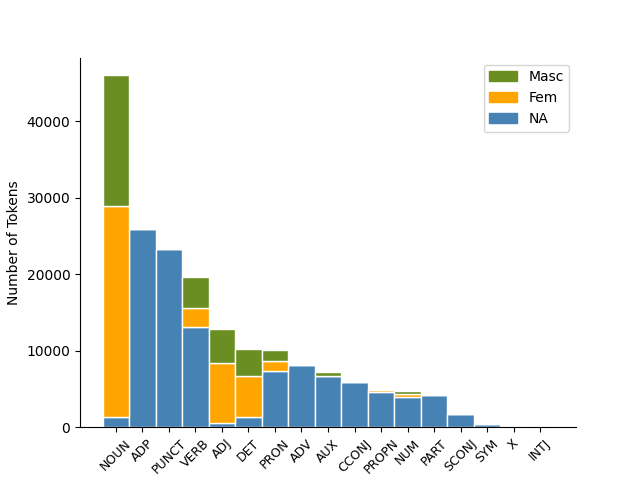 Masc
Fem
NA
Number of Tokens
40000
30000
20000
10000
0
NOUN
ADP
PUNCT
VERB
ADJ
DET
PRON
ADV
AUX
CCONJ
PROPN
NUM
PART
SCONJ
SYM
X
INTJ